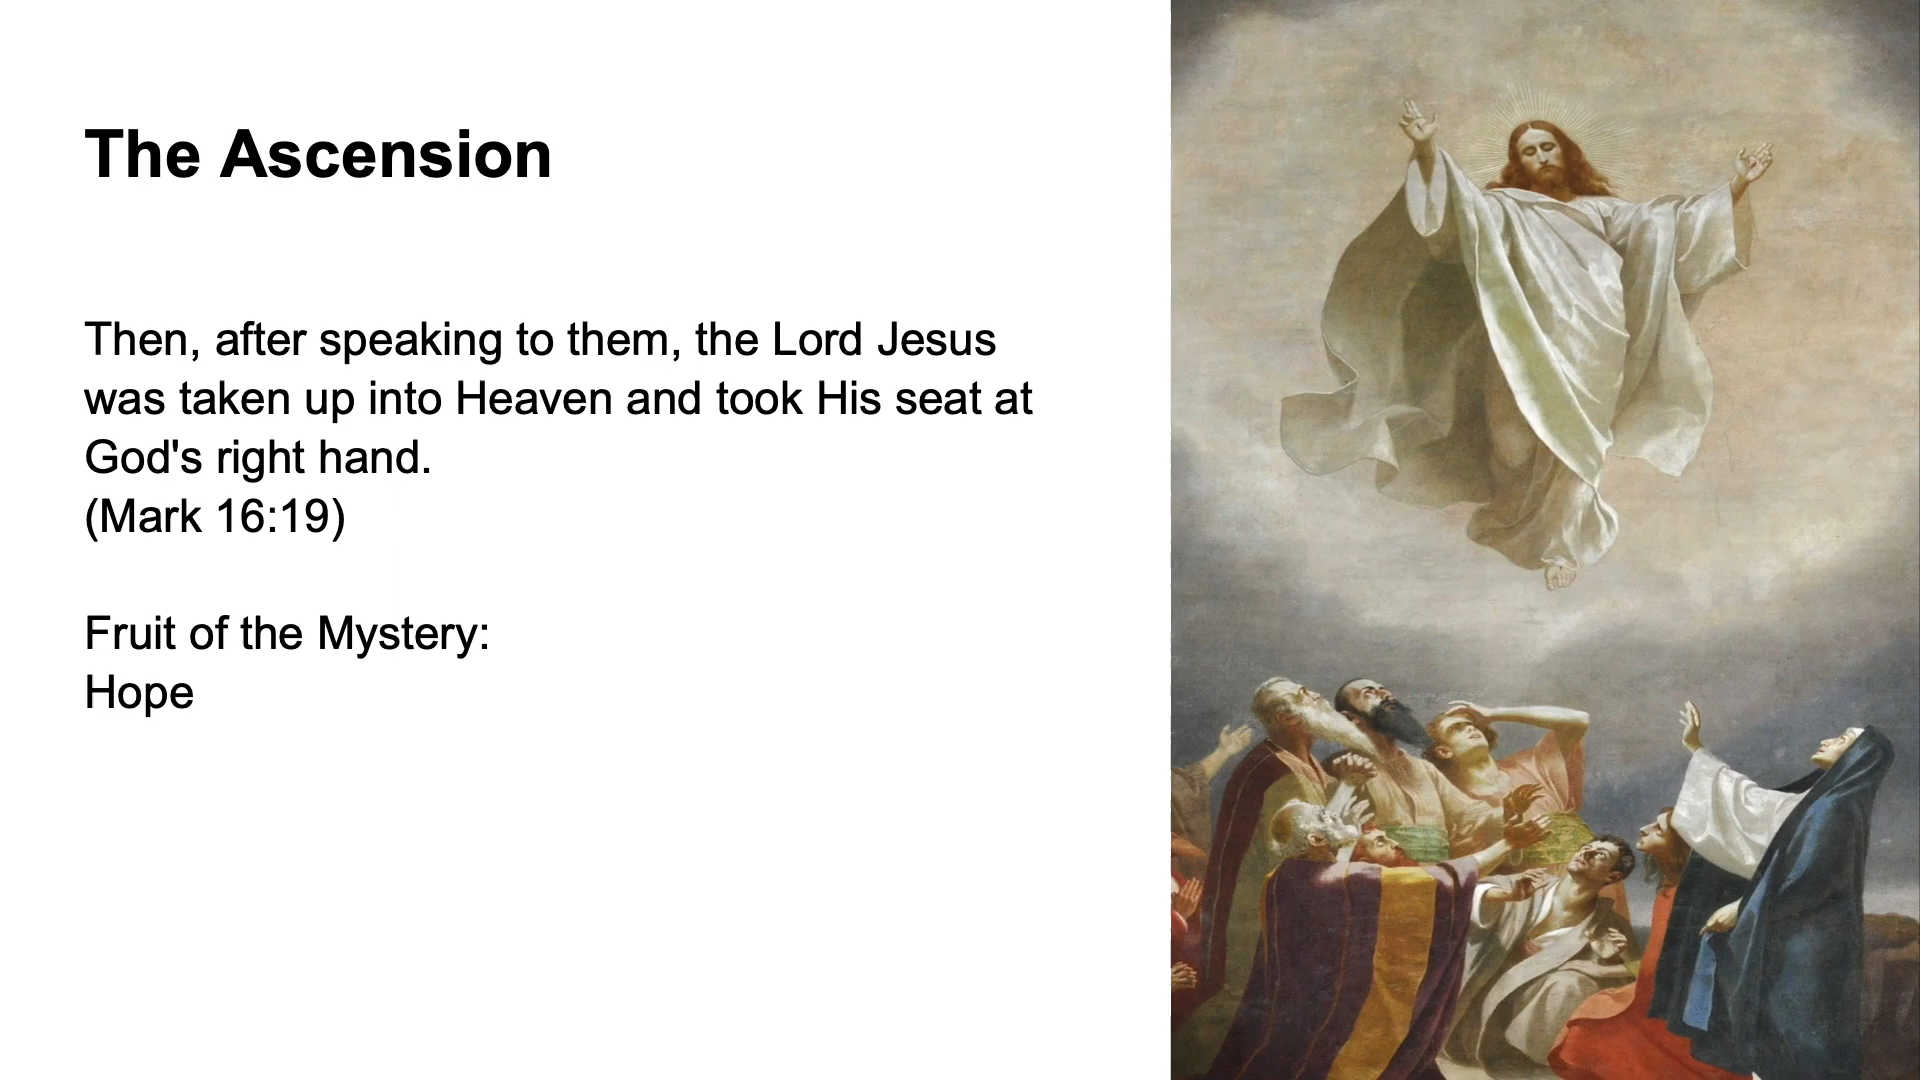 The Ascension
Then, after speaking to them, the Lord Jesus
was taken up into Heaven and took His seat at
God's right hand.
(Mark 16:19)
Fruit of the Mystery:
Hope